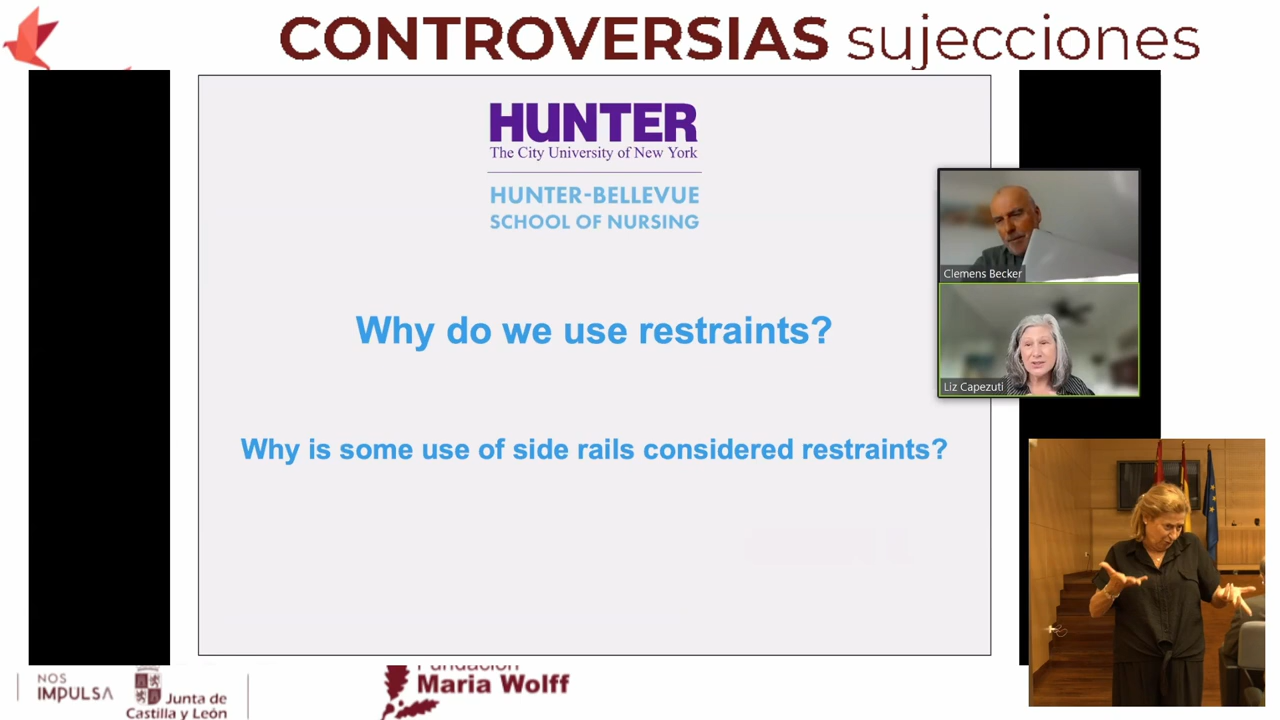 CONTROVERSIAS sujecciones
HUNTER
The City University of New York
HUNTER-BELLEVUE
SCHOOL OF NURSING
Why do we use restraints?
Why is some use of side rails considered restraints?
Clemens Becker
Liz Capezuti
NOS
IMPULSA
Junta de
Castilla y León
Fundación
Maria Wolff